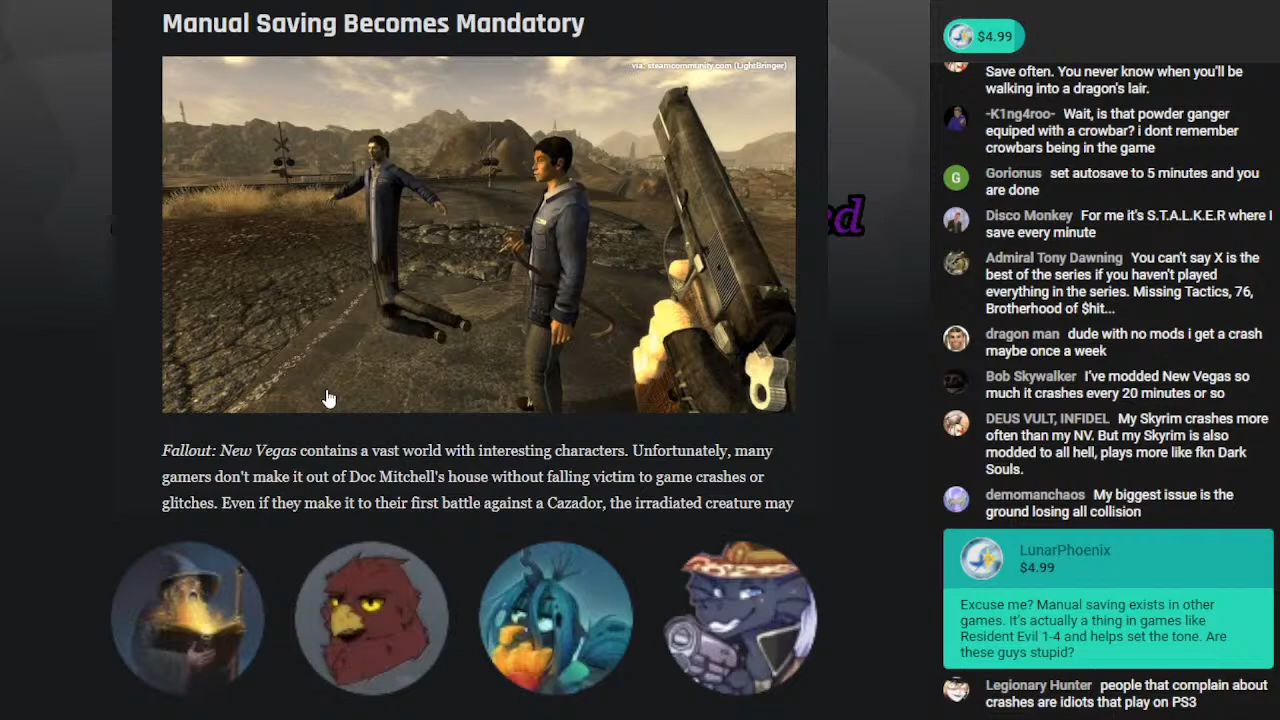 Manual Saving Becomes Mandatory
via: steamcommunity.com (LightBringer)
ed
Fallout: New Vegas contains a vast world with interesting characters. Unfortunately, many
gamers don't make it out of Doc Mitchell's house without falling victim to game crashes or
glitches. Even if they make it to their first battle against a Cazador, the irradiated creature may
$4.99
Save often. You never know when you'll be
walking into a dragon's lair.
-K1ng4roo- Wait, is that powder ganger
equiped with a crowbar? i dont remember
crowbars being in the game
G
Gorionus set autosave to 5 minutes and you
are done
Disco Monkey For me it's S.T.A.L.K.E.R where I
save every minute
Admiral Tony Dawning You can't say X is the
best of the series if you haven't played
everything in the series. Missing Tactics, 76,
Brotherhood of $hit...
dragon man dude with no mods i get a crash
maybe once a week
Bob Skywalker I've modded New Vegas so
much it crashes every 20 minutes or so
DEUS VULT, INFIDEL My Skyrim crashes more
often than my NV. But my Skyrim is also
modded to all hell, plays more like fkn Dark
Souls.
demomanchaos My biggest issue is the
ground losing all collision
LunarPhoenix
$4.99
Excuse me? Manual saving exists in other
games. It's actually a thing in games like
Resident Evil 1-4 and helps set the tone. Are
these guys stupid?
Legionary Hunter people that complain about
crashes are idiots that play on PS3